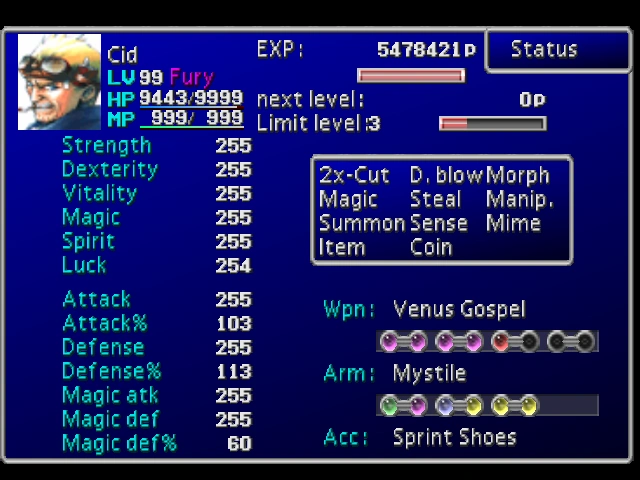 Cid EXP: 5478421p Status
LV 99 Fury
HP 9443/9999 next level: 0p
MP 999/ 999 Limit level:3
Strength 255
Dexterity 255
Vitality 255
Magic 255
Spirit 255
Luck 254
2x-Cut D. blow Morph
Magic Steal Manip.
Summon Sense Mime
Item Coin
Attack 255
Attack% 103
Defense 255
Defense% 113
Magic atk 255
Magic def 255
Magic def% 60
Wpn: Venus Gospel
Arm: Mystile
Acc: Sprint Shoes